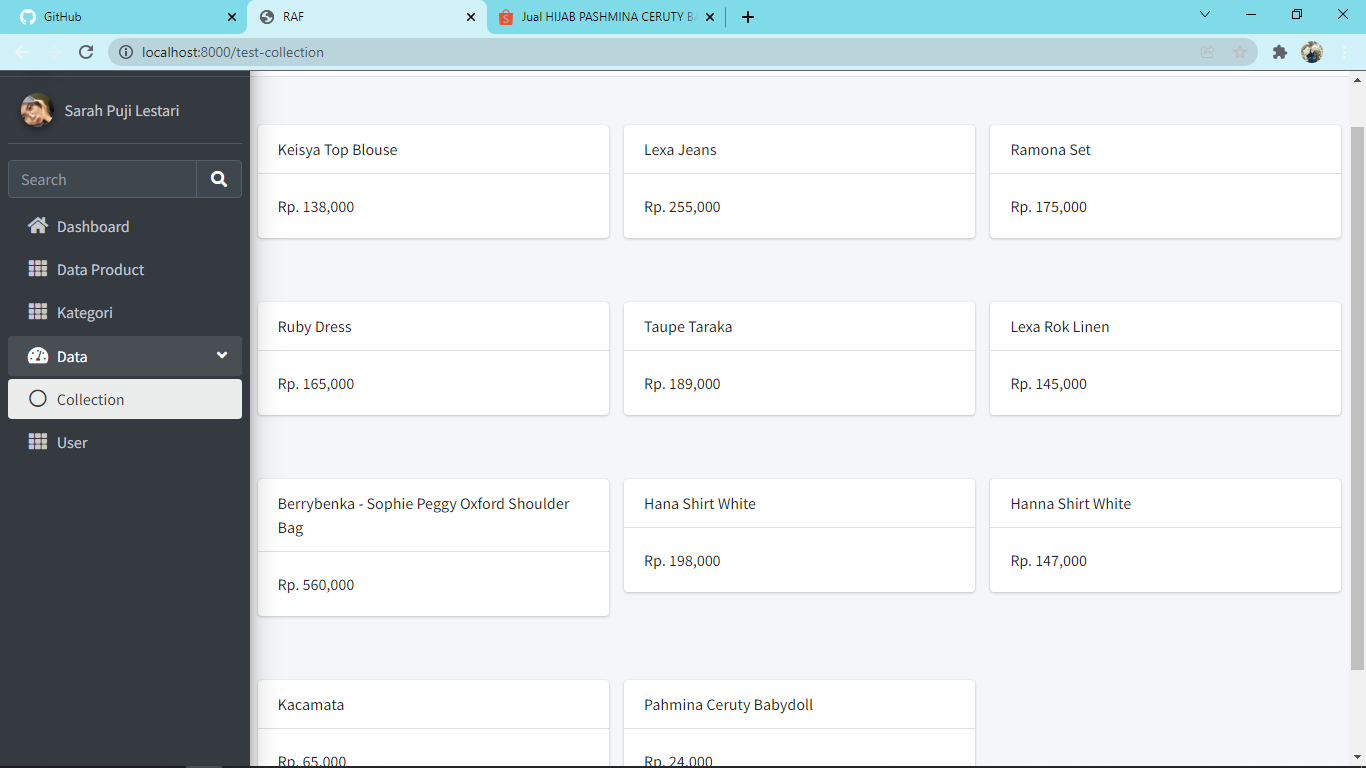 GitHub
RAF
Jual HIJAB PASHMINA CERUTY BA
localhost:8000/test-collection
Sarah Puji Lestari
Search
Dashboard
Data Product
Kategori
Data
Collection
User
Keisya Top Blouse
Rp. 138,000
Lexa Jeans
Rp. 255,000
Ramona Set
Rp. 175,000
Ruby Dress
Rp. 165,000
Taupe Taraka
Rp. 189,000
Lexa Rok Linen
Rp. 145,000
Berrybenka - Sophie Peggy Oxford Shoulder
Bag
Rp. 560,000
Hana Shirt White
Rp. 198,000
Hanna Shirt White
Rp. 147,000
Kacamata
Rp. 65,000
Pahmina Ceruty Babydoll
Rp. 24,000